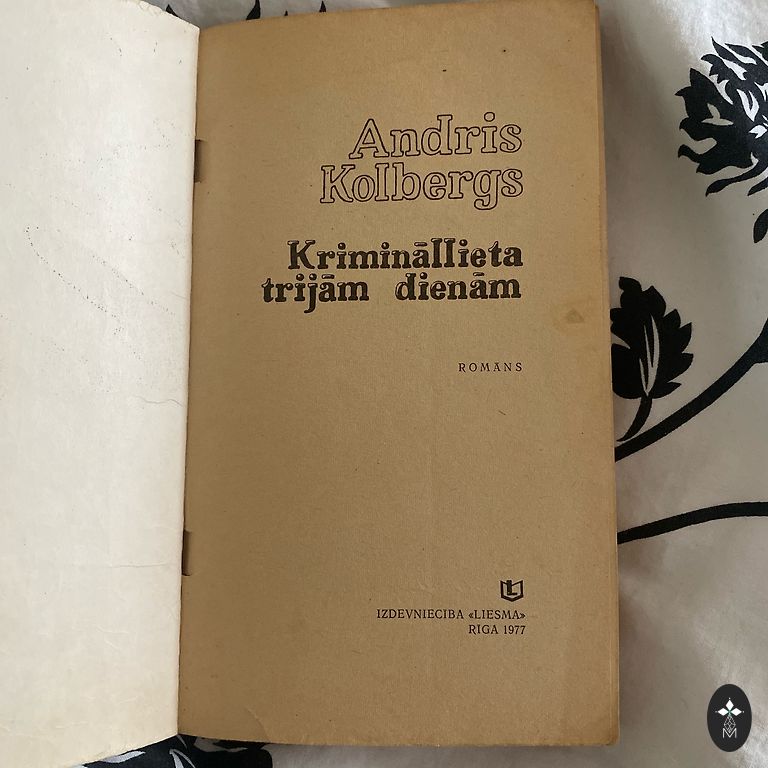 Andris
Kolbergs
Krimināllieta
trijām dienām
ROMĀNS
L
IZDEVNIECĪBA «LIESMA»
RĪGA 1977
M